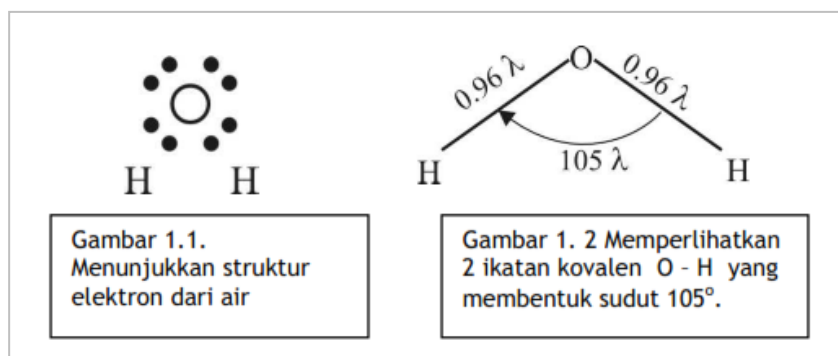 O
H H
O
0.96 λ
0.96 λ
105 λ
H
H
Gambar 1.1.
Menunjukkan struktur
elektron dari air
Gambar 1. 2 Memperlihatkan
2 ikatan kovalen O - H yang
membentuk sudut 105°.